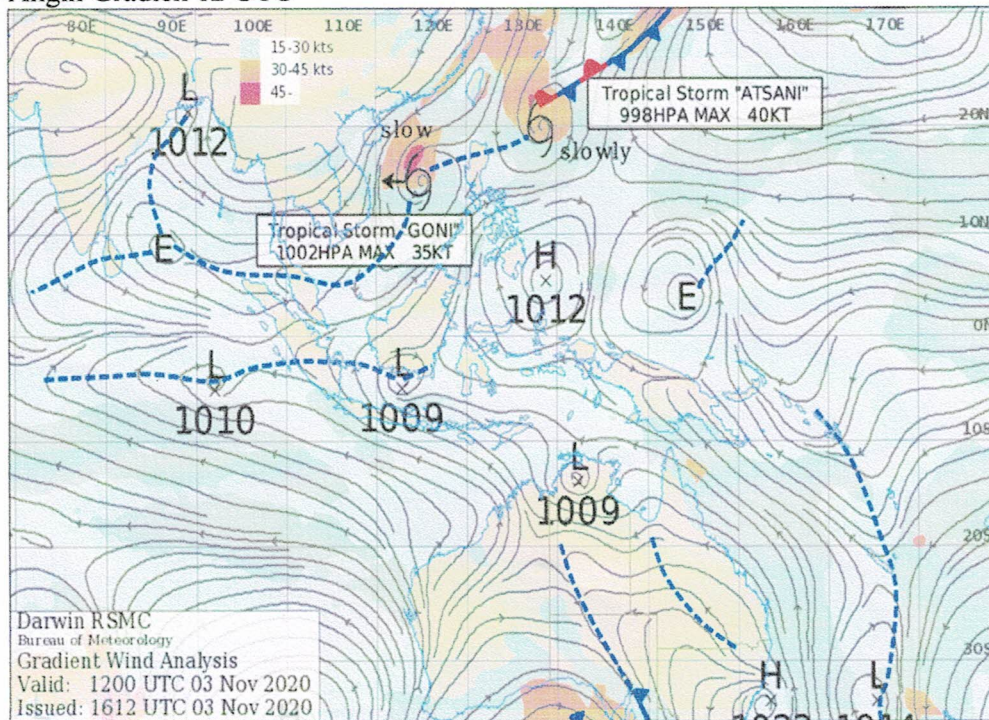 80E 90E 100E 110E 120E 130E 140E 150E 160E 170E
15-30 kts
30-45 kts
45-
Tropical Storm "ATSANI"
998HPA MAX 40KT
20N
L
1012
slow
slowly
Tropical Storm "GONI"
1002HPA MAX 35KT
10N
E
H
1012
E
0N
L
1010
L
1009
10S
L
1009
20S
30S
H
L
Darwin RSMC
Bureau of Meteorology
Gradient Wind Analysis
Valid: 1200 UTC 03 Nov 2020
Issued: 1612 UTC 03 Nov 2020